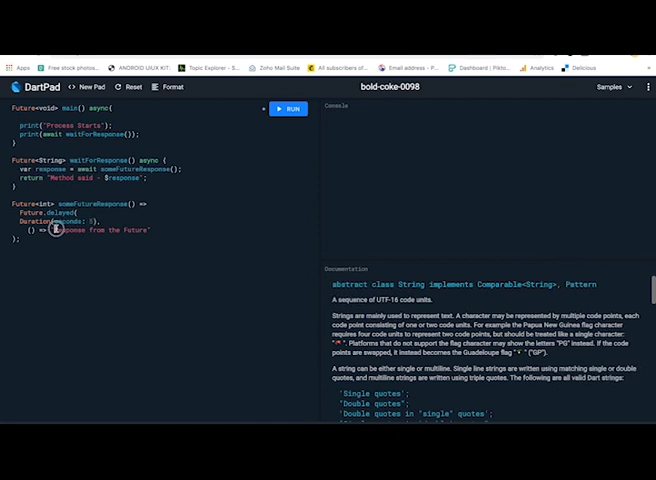 Apps
Free stock photos...
ANDROID UI/UX KIT
Topic Explorer - S...
Zoho Mail Suite
All subscribers of...
Email address - P...
Dashboard | Pikto...
Analytics
Delicious
DartPad
<> New Pad
Reset
Format
bold-coke-0098
Samples
Future<void> main() async{
print("Process Starts");
print(await waitForResponse());
}
Future<String> waitForResponse() async {
var response = await someFutureResponse();
return "Method said - $response";
}
Future<int> someFutureResponse() =>
Future.delayed(
Duration(seconds: 5),
() => "Response from the Future"
);
RUN
Console
Documentation
abstract class String implements Comparable<String>, Pattern
A sequence of UTF-16 code units.
Strings are mainly used to represent text. A character may be represented by multiple code points, each
code point consisting of one or two code units. For example the Papua New Guinea flag character
requires four code units to represent two code points, but should be treated like a single character:
"🇵🇬". Platforms that do not support the flag character may show the letters "PG" instead. If the code
points are swapped, it instead becomes the Guadeloupe flag "🇬🇵" ("GP").
A string can be either single or multiline. Single line strings are written using matching single or double
quotes, and multiline strings are written using triple quotes. The following are all valid Dart strings:
'Single quotes';
"Double quotes";
'Double quotes in "single" quotes';